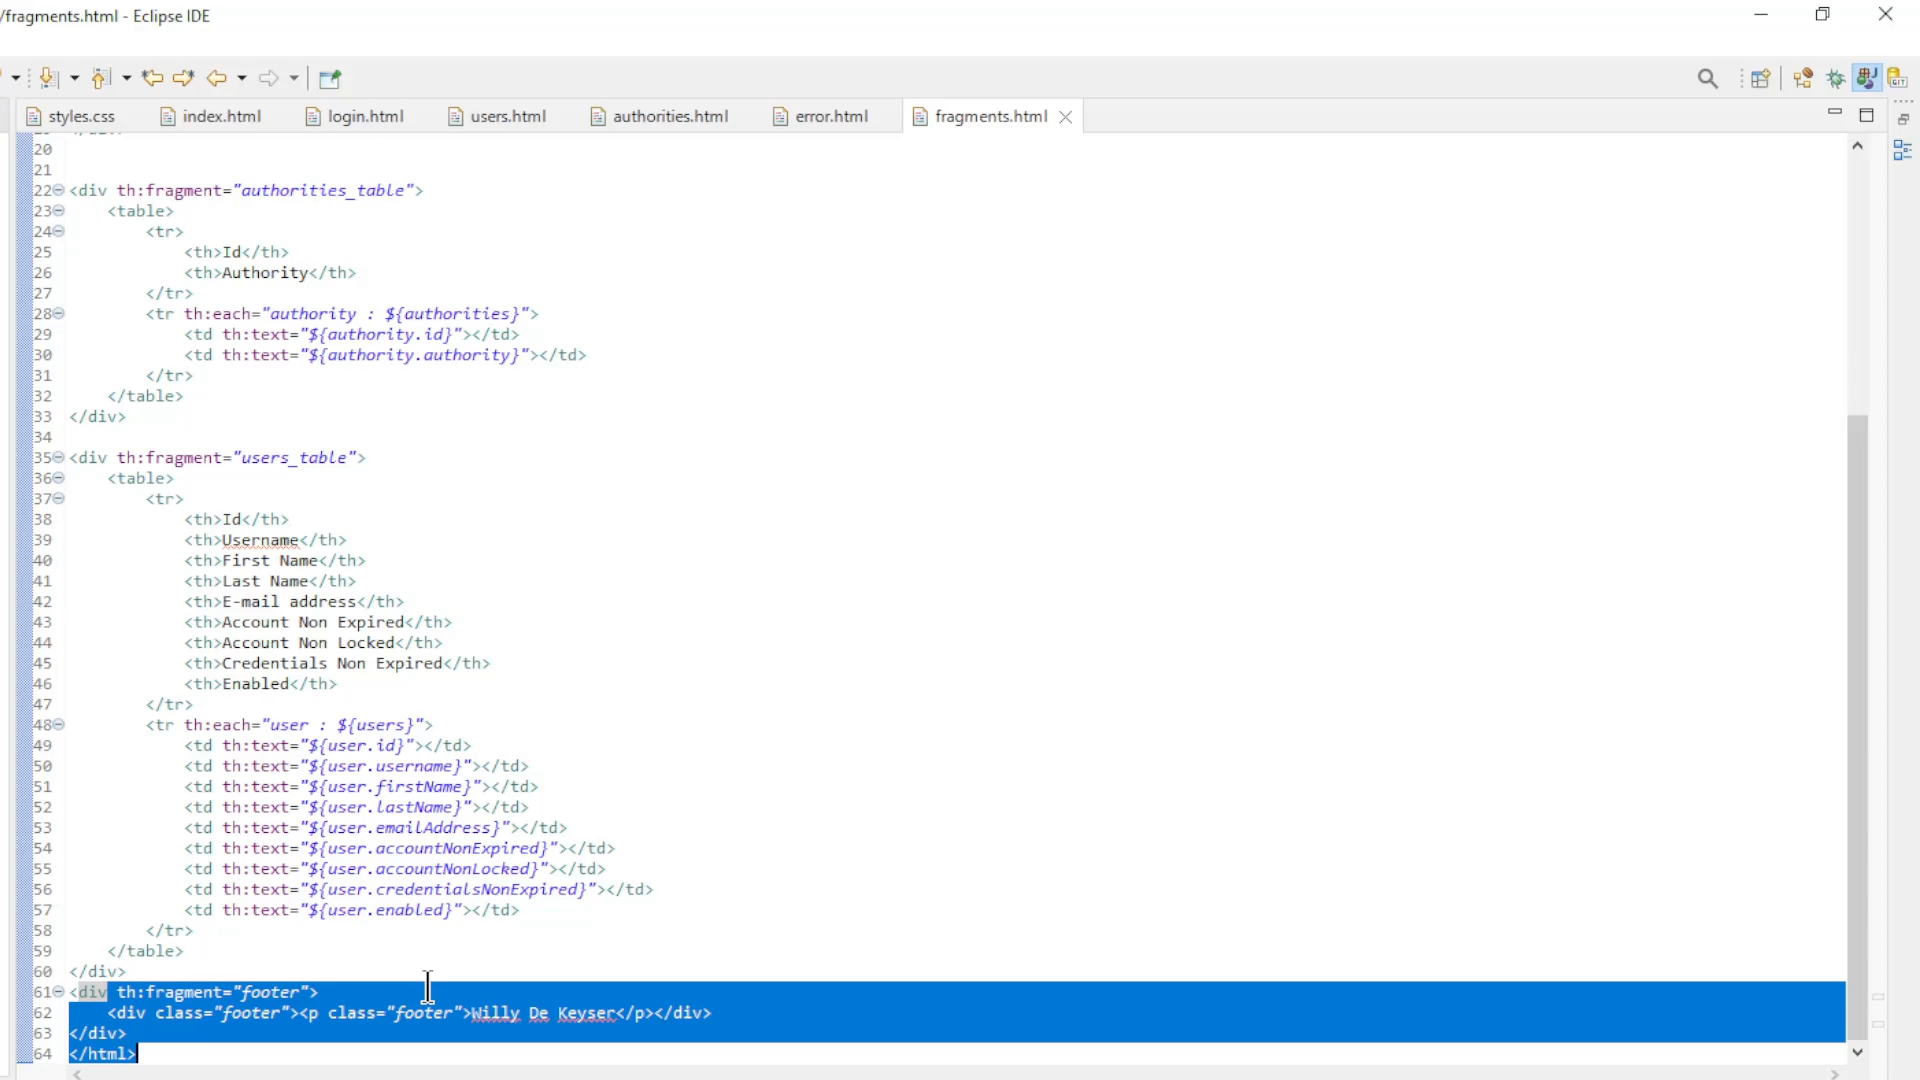 /fragments.html - Eclipse IDE
GIT
styles.css index.html login.html users.html authorities.html error.html fragments.html
20
21
22 <div th:fragment="authorities_table">
23 <table>
24 <tr>
25 <th>Id</th>
26 <th>Authority</th>
27 </tr>
28 <tr th:each="authority : ${authorities}">
29 <td th:text="${authority.id}"></td>
30 <td th:text="${authority.authority}"></td>
31 </tr>
32 </table>
33 </div>
34
35 <div th:fragment="users_table">
36 <table>
37 <tr>
38 <th>Id</th>
39 <th>Username</th>
40 <th>First Name</th>
41 <th>Last Name</th>
42 <th>E-mail address</th>
43 <th>Account Non Expired</th>
44 <th>Account Non Locked</th>
45 <th>Credentials Non Expired</th>
46 <th>Enabled</th>
47 </tr>
48 <tr th:each="user : ${users}">
49 <td th:text="${user.id}"></td>
50 <td th:text="${user.username}"></td>
51 <td th:text="${user.firstName}"></td>
52 <td th:text="${user.lastName}"></td>
53 <td th:text="${user.emailAddress}"></td>
54 <td th:text="${user.accountNonExpired}"></td>
55 <td th:text="${user.accountNonLocked}"></td>
56 <td th:text="${user.credentialsNonExpired}"></td>
57 <td th:text="${user.enabled}"></td>
58 </tr>
59 </table>
60 </div>
61 <div th:fragment="footer">
62 <div class="footer"><p class="footer">Willy De Keyser</p></div>
63 </div>
64 </html>